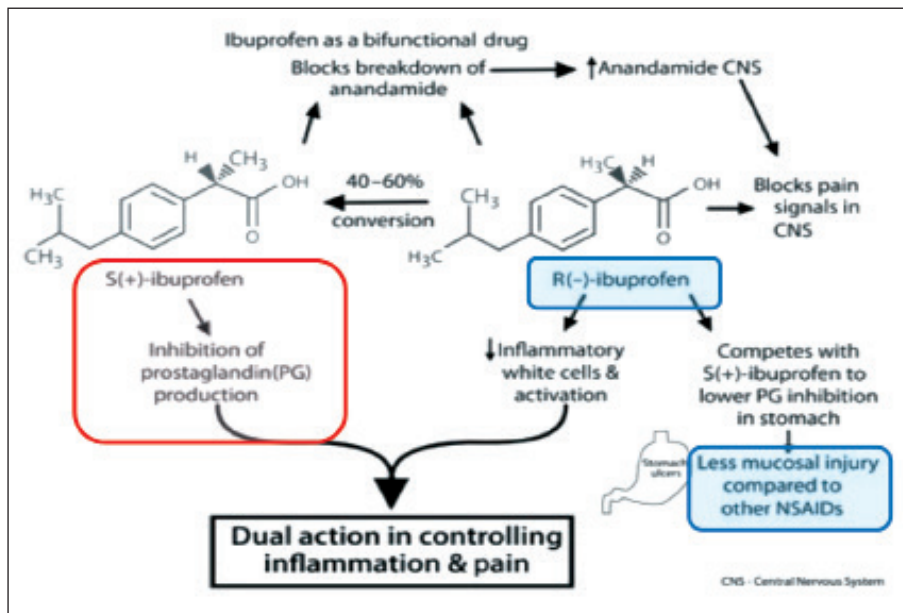 Ibuprofen as a bifunctional drug
Blocks breakdown of
anandamide
↑Anandamide CNS
H
CH₃
OH
O
H₃C
CH₃
40–60%
conversion
H₃C
H
OH
O
H₃C
H₃C
Blocks pain
signals in
CNS
S(+)-ibuprofen
R(–)-ibuprofen
Inhibition of
prostaglandin(PG)
production
↓Inflammatory
white cells &
activation
Competes with
S(+)-ibuprofen to
lower PG inhibition
in stomach
Stomach
ulcers
Less mucosal injury
compared to
other NSAIDs
Dual action in controlling
inflammation & pain
CNS - Central Nervous System